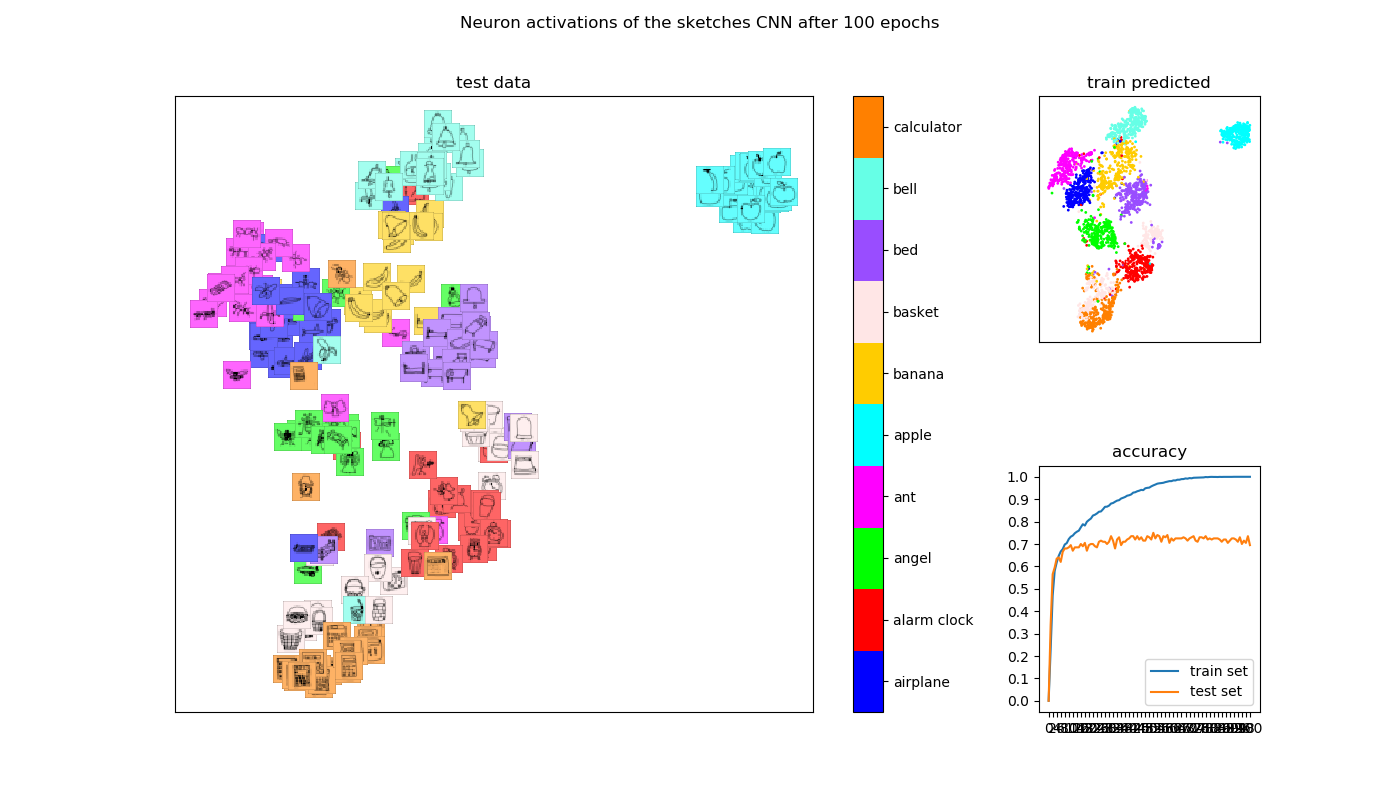 Neuron activations of the sketches CNN after 100 epochs
test data
calculator
bell
bed
basket
banana
apple
ant
angel
alarm clock
airplane
train predicted
accuracy
1.0
0.9
0.8
0.7
0.6
0.5
0.4
0.3
0.2
0.1
0.0
train set
test set